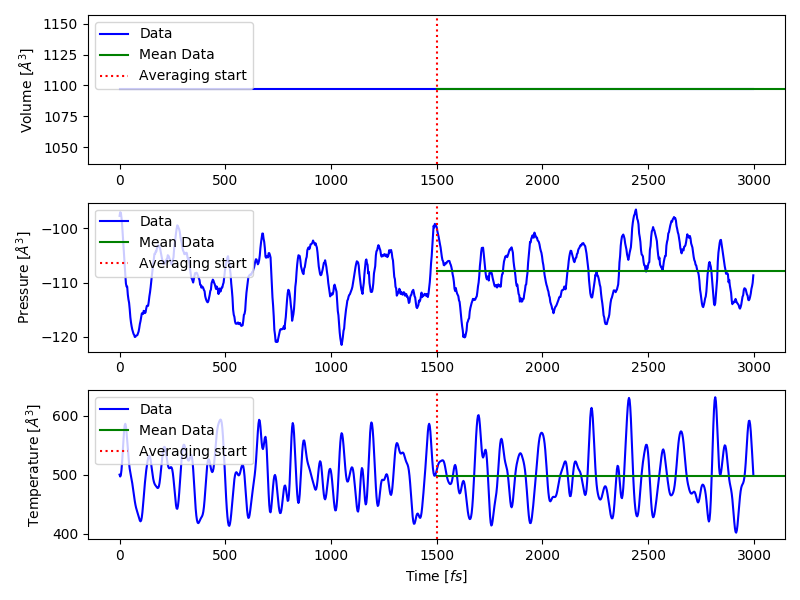 Volume [Å³]
1150
1125
1100
1075
1050
Data
Mean Data
Averaging start
0 500 1000 1500 2000 2500 3000
Pressure [Å³]
−100
−110
−120
Data
Mean Data
Averaging start
0 500 1000 1500 2000 2500 3000
Temperature [Å³]
600
500
400
Data
Mean Data
Averaging start
0 500 1000 1500 2000 2500 3000
Time [fs]